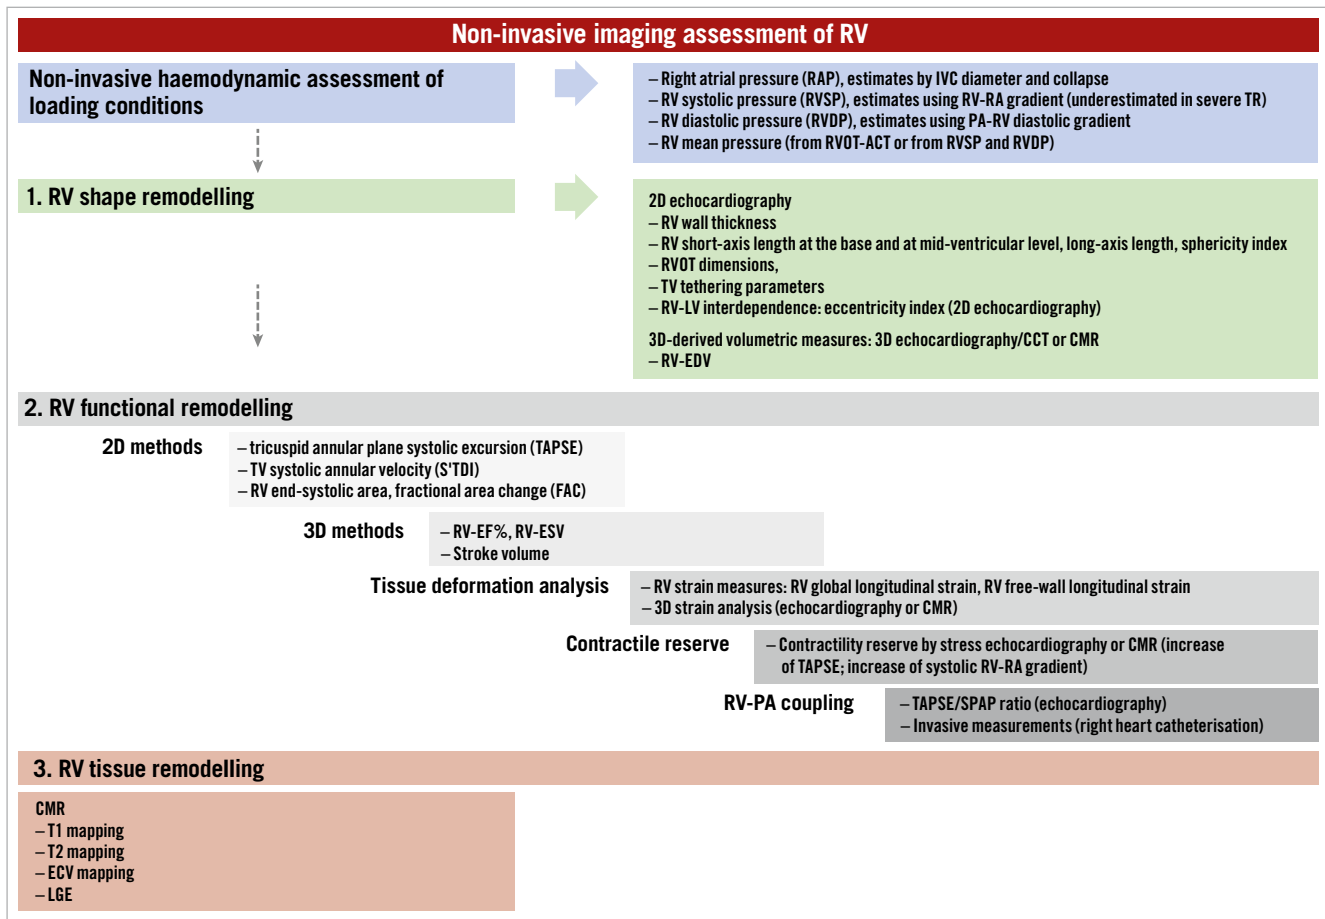 Non-invasive imaging assessment of RV
Non-invasive haemodynamic assessment of
loading conditions
– Right atrial pressure (RAP), estimates by IVC diameter and collapse
– RV systolic pressure (RVSP), estimates using RV-RA gradient (underestimated in severe TR)
– RV diastolic pressure (RVDP), estimates using PA-RV diastolic gradient
– RV mean pressure (from RVOT-ACT or from RVSP and RVDP)
1. RV shape remodelling
2D echocardiography
– RV wall thickness
– RV short-axis length at the base and at mid-ventricular level, long-axis length, sphericity index
– RVOT dimensions,
– TV tethering parameters
– RV-LV interdependence: eccentricity index (2D echocardiography)
3D-derived volumetric measures: 3D echocardiography/CCT or CMR
– RV-EDV
2. RV functional remodelling
2D methods
– tricuspid annular plane systolic excursion (TAPSE)
– TV systolic annular velocity (S'TDI)
– RV end-systolic area, fractional area change (FAC)
3D methods
– RV-EF%, RV-ESV
– Stroke volume
Tissue deformation analysis
– RV strain measures: RV global longitudinal strain, RV free-wall longitudinal strain
– 3D strain analysis (echocardiography or CMR)
Contractile reserve
– Contractility reserve by stress echocardiography or CMR (increase
of TAPSE; increase of systolic RV-RA gradient)
RV-PA coupling
– TAPSE/SPAP ratio (echocardiography)
– Invasive measurements (right heart catheterisation)
3. RV tissue remodelling
CMR
– T1 mapping
– T2 mapping
– ECV mapping
– LGE